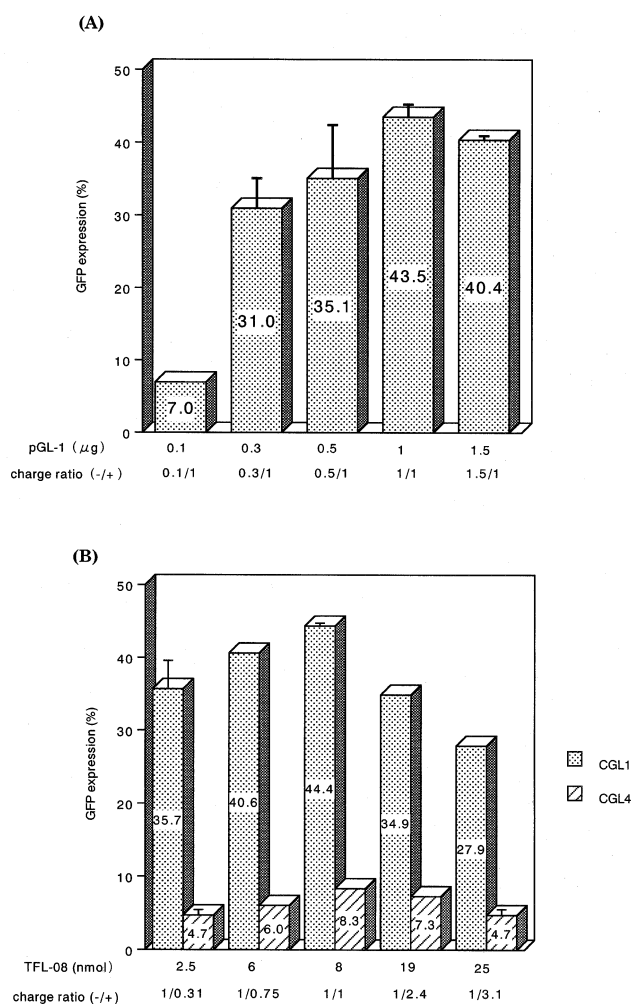 (A)
50
40
30
20
10
0
GFP expression (%)
7.0
31.0
35.1
43.5
40.4
pGL-1 (μg) 0.1 0.3 0.5 1 1.5
charge ratio (-/+) 0.1/1 0.3/1 0.5/1 1/1 1.5/1
(B)
50
40
30
20
10
0
GFP expression (%)
35.7
4.7
40.6
6.0
44.4
8.3
34.9
7.3
27.9
4.7
CGL1
CGL4
TFL-08 (nmol) 2.5 6 8 19 25
charge ratio (-/+) 1/0.31 1/0.75 1/1 1/2.4 1/3.1